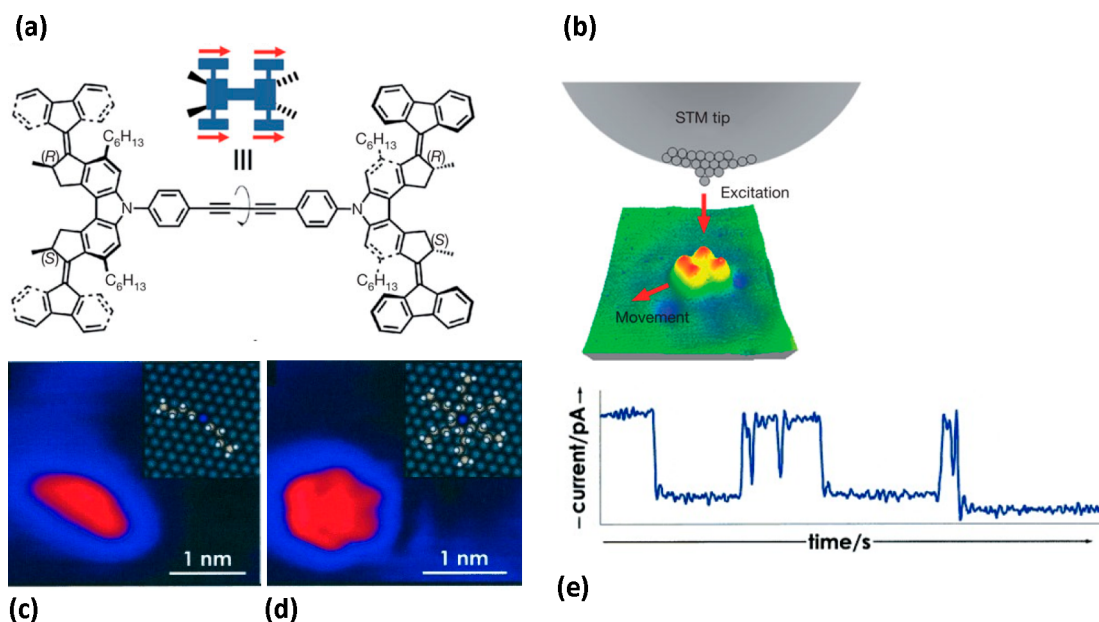 (a)
C6H13
(R)
N
(S)
C6H13
C6H13
(R)
N
(S)
C6H13
(b)
STM tip
Excitation
Movement
1 nm
(c)
1 nm
(d)
current/pA
time/s
(e)